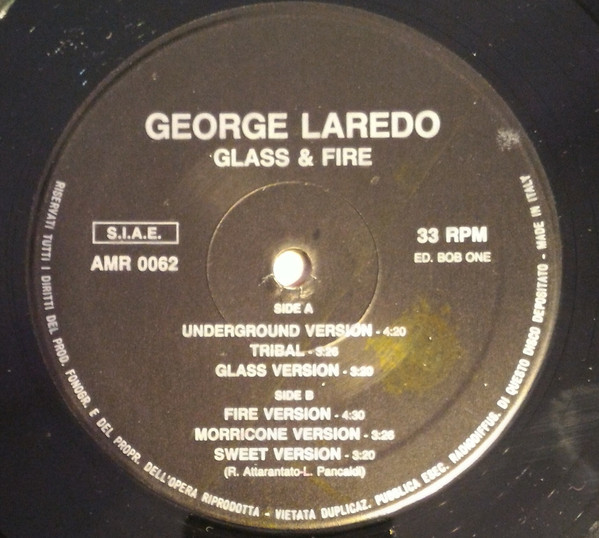 GEORGE LAREDO
GLASS & FIRE
S.I.A.E.
AMR 0062
33 RPM
ED. BOB ONE
SIDE A
UNDERGROUND VERSION - 4:20
TRIBAL - 3:26
GLASS VERSION - 3:20
SIDE B
FIRE VERSION - 4:30
MORRICONE VERSION - 3:26
SWEET VERSION - 3:20
(R. Attarantato-L. Pancaldi)
RISERVATI TUTTI I DIRITTI DEL PROD. FONOGR. E DEL PROPR. DELL'OPERA RIPRODOTTA - VIETATA DUPLICAZ. PUBBLICA ESEC. RADIODIFFUS. DI QUESTO DISCO DEPOSITATO - MADE IN ITALY